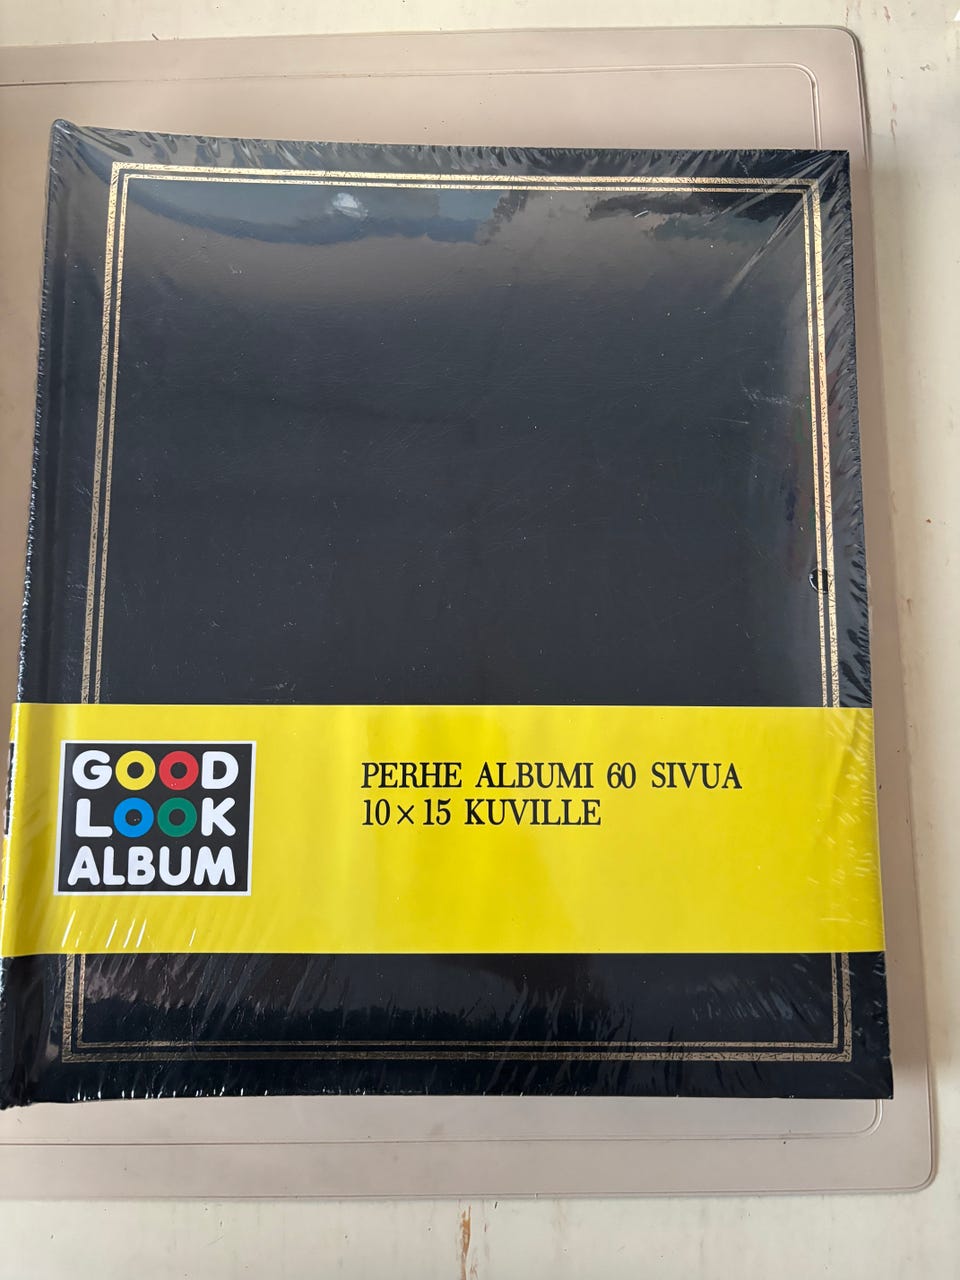 GOOD
LOOK
ALBUM
PERHE ALBUMI 60 SIVUA
10×15 KUVILLE